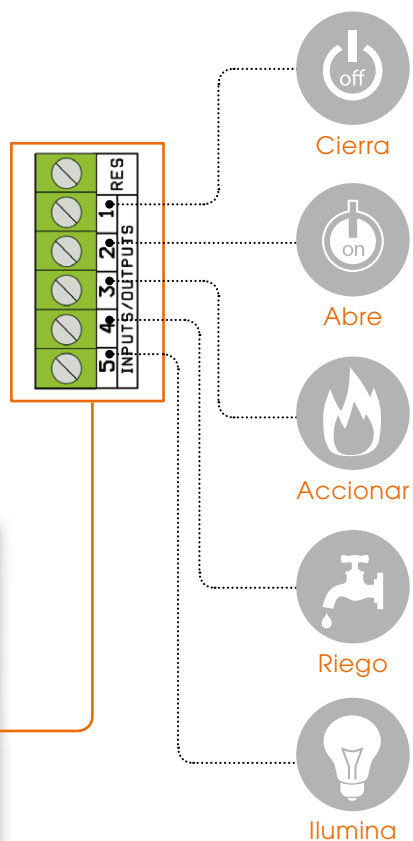 off
Cierra
RES
1
2
3
4
5
INPUTS/OUTPUTS
on
Abre
Accionar
Riego
Ilumina